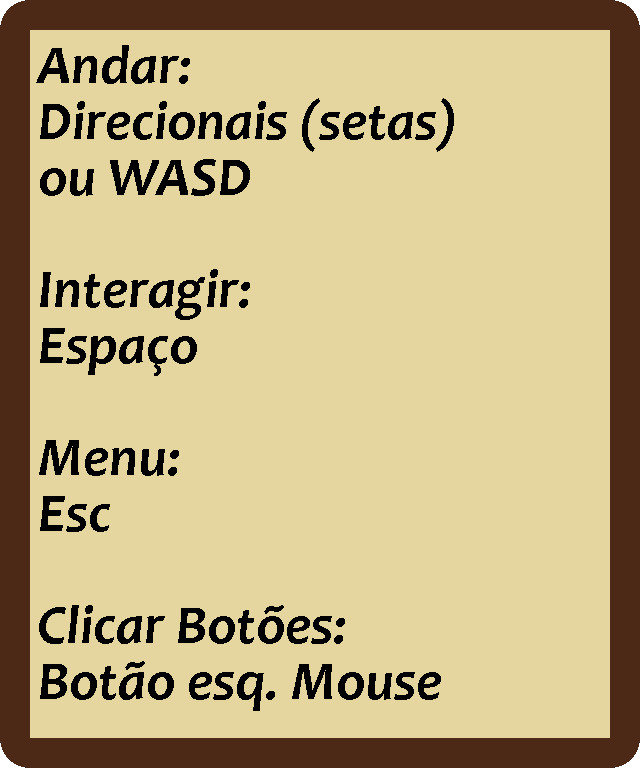 Andar:
Direcionais (setas)
ou WASD
Interagir:
Espaço
Menu:
Esc
Clicar Botões:
Botão esq. Mouse